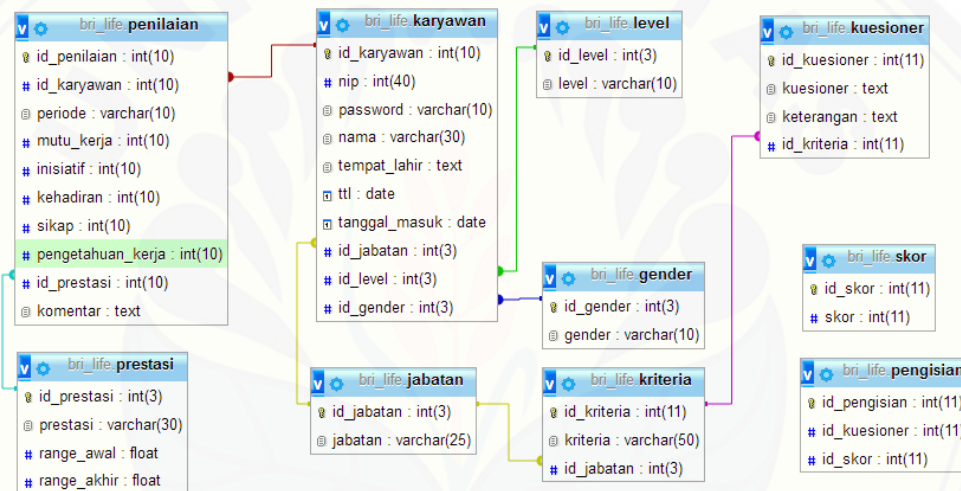 bri_life.penilaian
id_penilaian : int(10)
id_karyawan : int(10)
periode : varchar(10)
mutu_kerja : int(10)
inisiatif : int(10)
kehadiran : int(10)
sikap : int(10)
pengetahuan_kerja : int(10)
id_prestasi : int(10)
komentar : text
bri_life.karyawan
id_karyawan : int(10)
nip : int(40)
password : varchar(10)
nama : varchar(30)
tempat_lahir : text
ttl : date
tanggal_masuk : date
id_jabatan : int(3)
id_level : int(3)
id_gender : int(3)
bri_life.level
id_level : int(3)
level : varchar(10)
bri_life.kuesioner
id_kuesioner : int(11)
kuesioner : text
keterangan : text
id_kriteria : int(11)
bri_life.gender
id_gender : int(3)
gender : varchar(10)
bri_life.skor
id_skor : int(11)
skor : int(11)
bri_life.prestasi
id_prestasi : int(3)
prestasi : varchar(30)
range_awal : float
range_akhir : float
bri_life.jabatan
id_jabatan : int(3)
jabatan : varchar(25)
bri_life.kriteria
id_kriteria : int(11)
kriteria : varchar(50)
id_jabatan : int(3)
bri_life.pengisian
id_pengisian : int(11)
id_kuesioner : int(11)
id_skor : int(11)